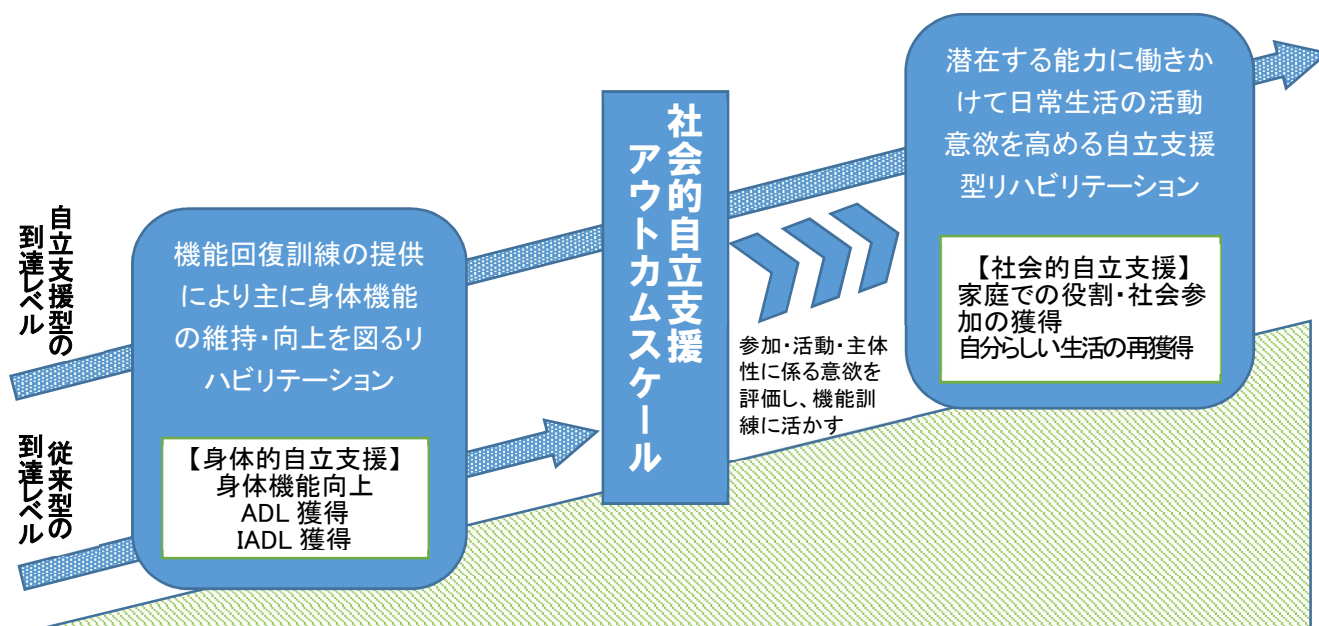 自立支援型の
到達レベル
従来型の
到達レベル
機能回復訓練の提供
により主に身体機能
の維持・向上を図るリ
ハビリテーション
【身体的自立支援】
身体機能向上
ADL 獲得
IADL 獲得
社会的自立支援
アウトカムスケール
参加・活動・主体
性に係る意欲を
評価し、機能訓
練に活かす
潜在する能力に働きか
けて日常生活の活動
意欲を高める自立支援
型リハビリテーション
【社会的自立支援】
家庭での役割・社会参
加の獲得
自分らしい生活の再獲得